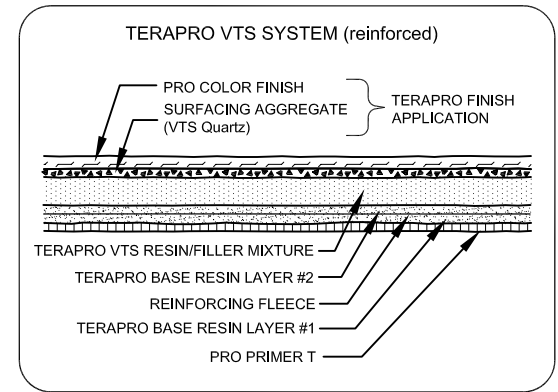 TERAPRO VTS SYSTEM (reinforced)
PRO COLOR FINISH
SURFACING AGGREGATE
(VTS Quartz)
TERAPRO FINISH
APPLICATION
TERAPRO VTS RESIN/FILLER MIXTURE
TERAPRO BASE RESIN LAYER #2
REINFORCING FLEECE
TERAPRO BASE RESIN LAYER #1
PRO PRIMER T